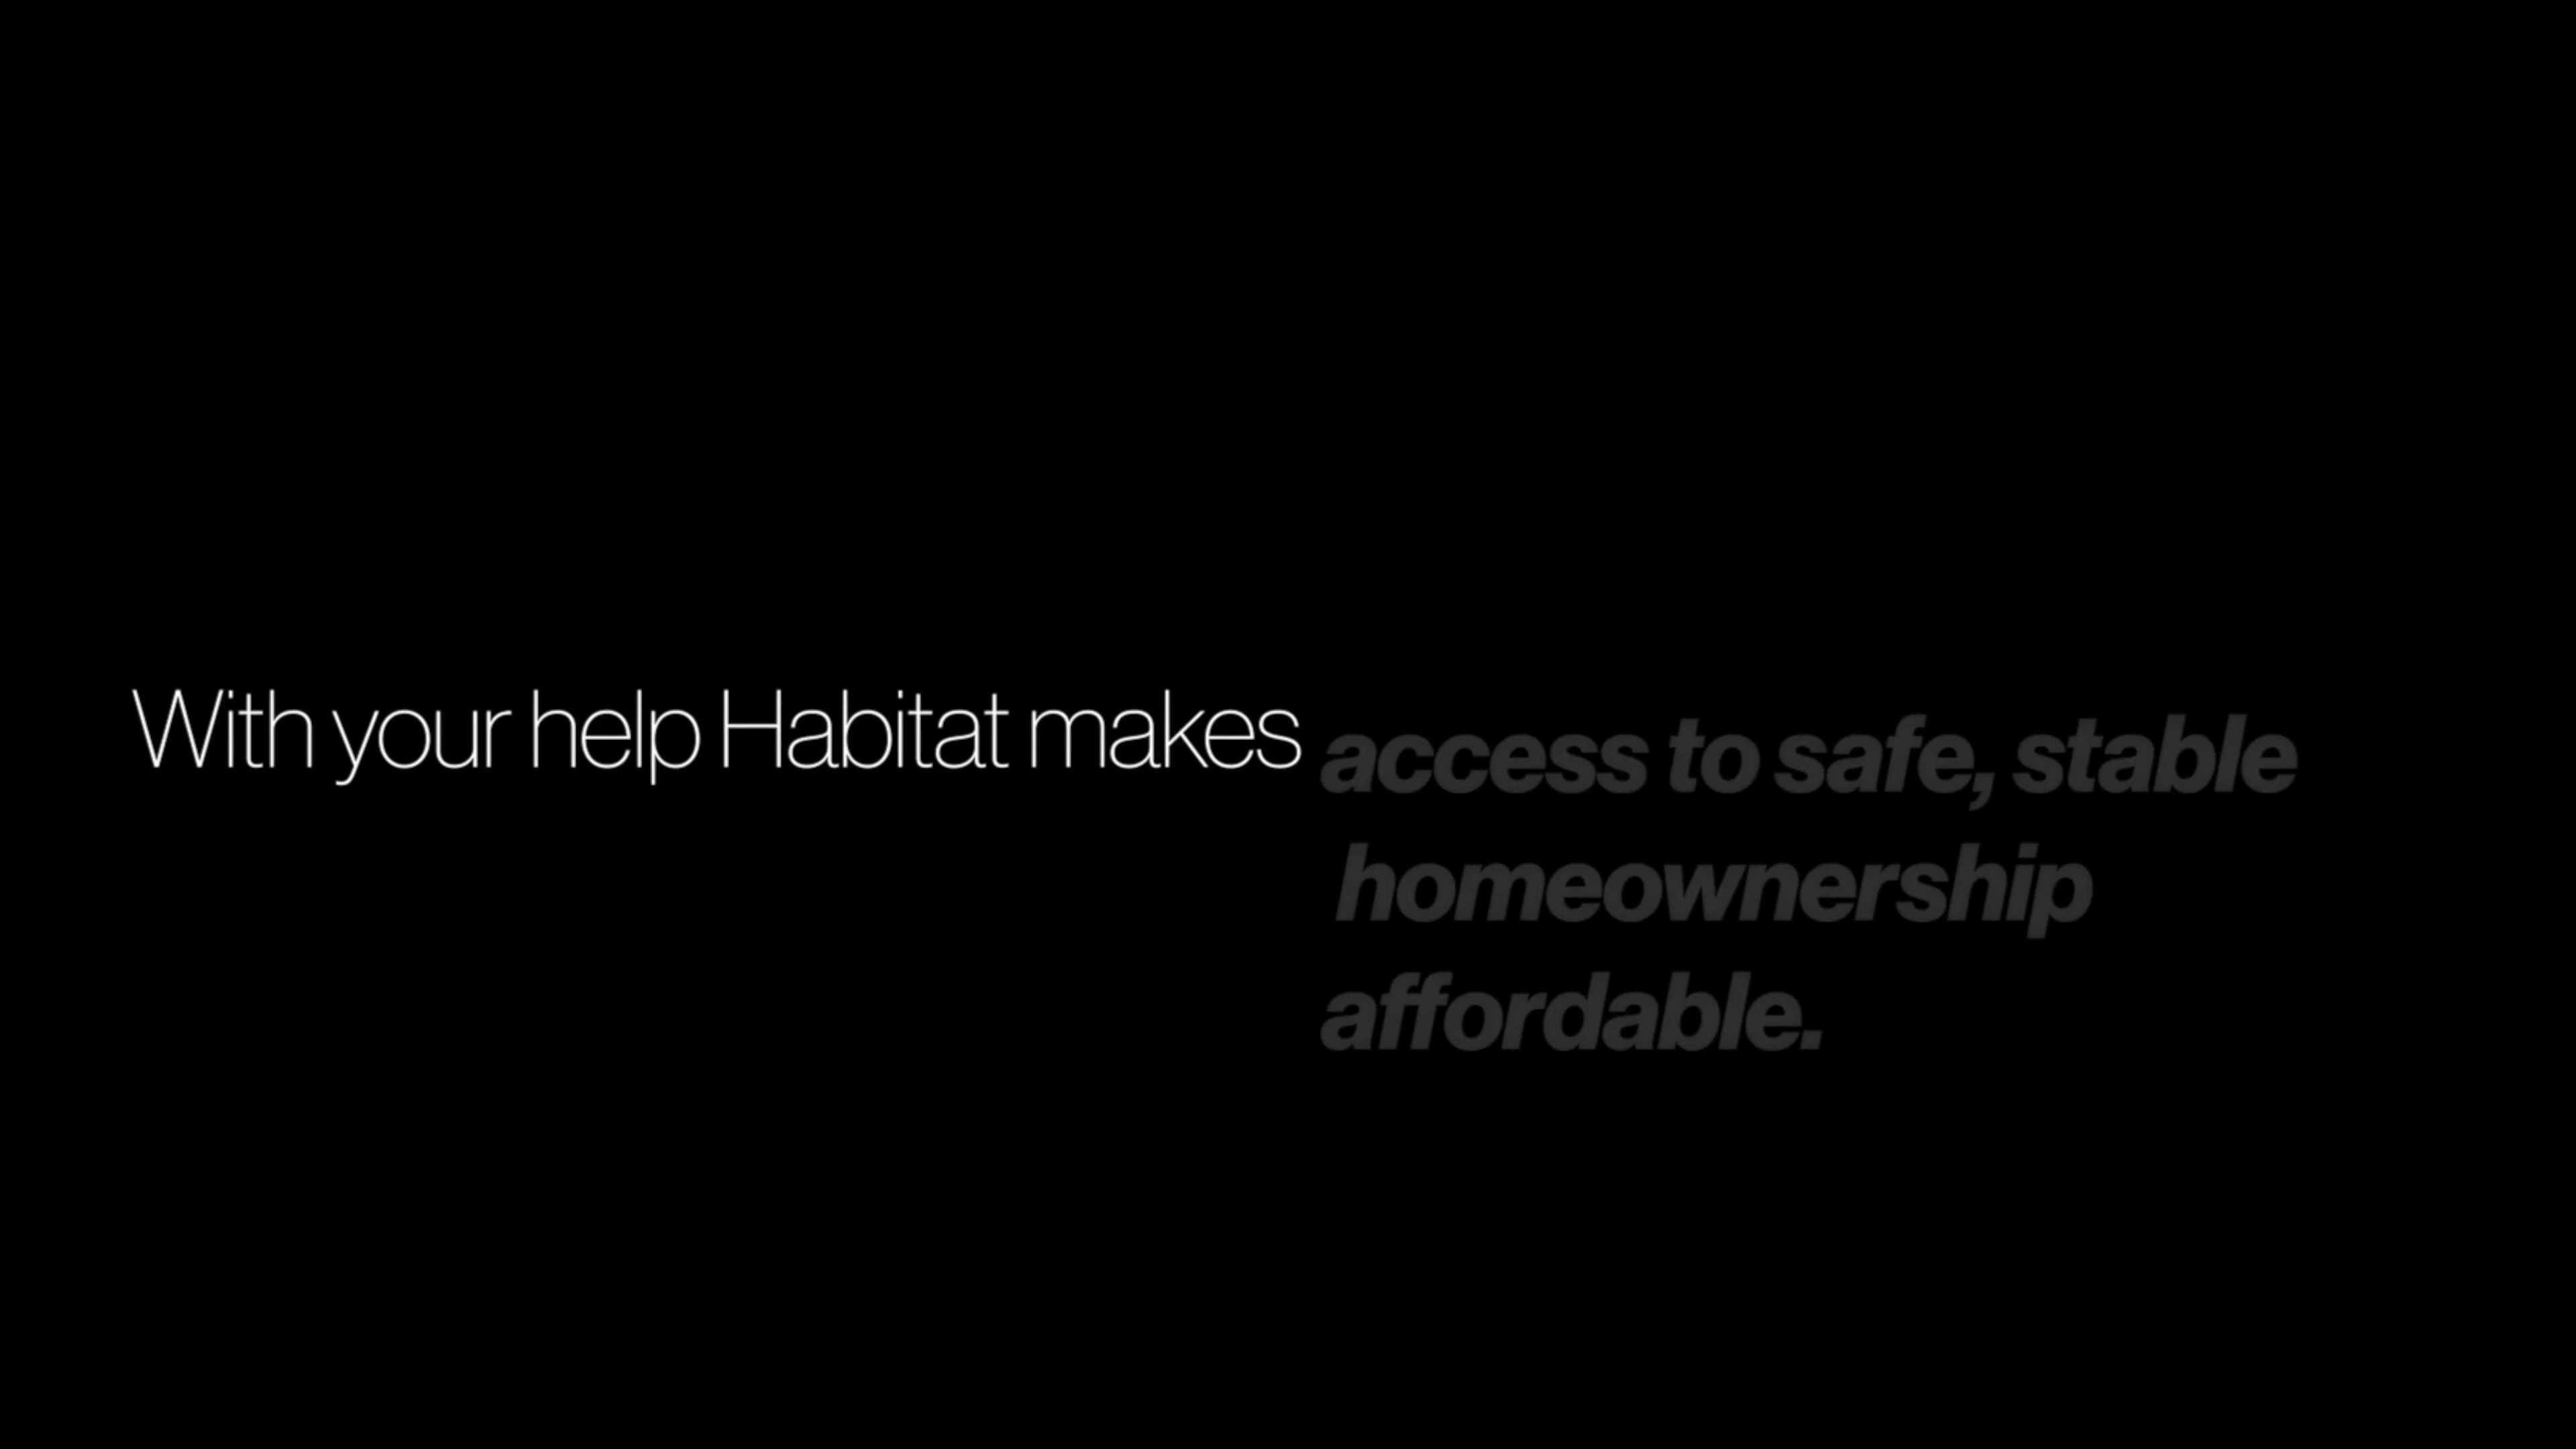 With your help Habitat makes
access to safe, stable
homeownership
affordable.